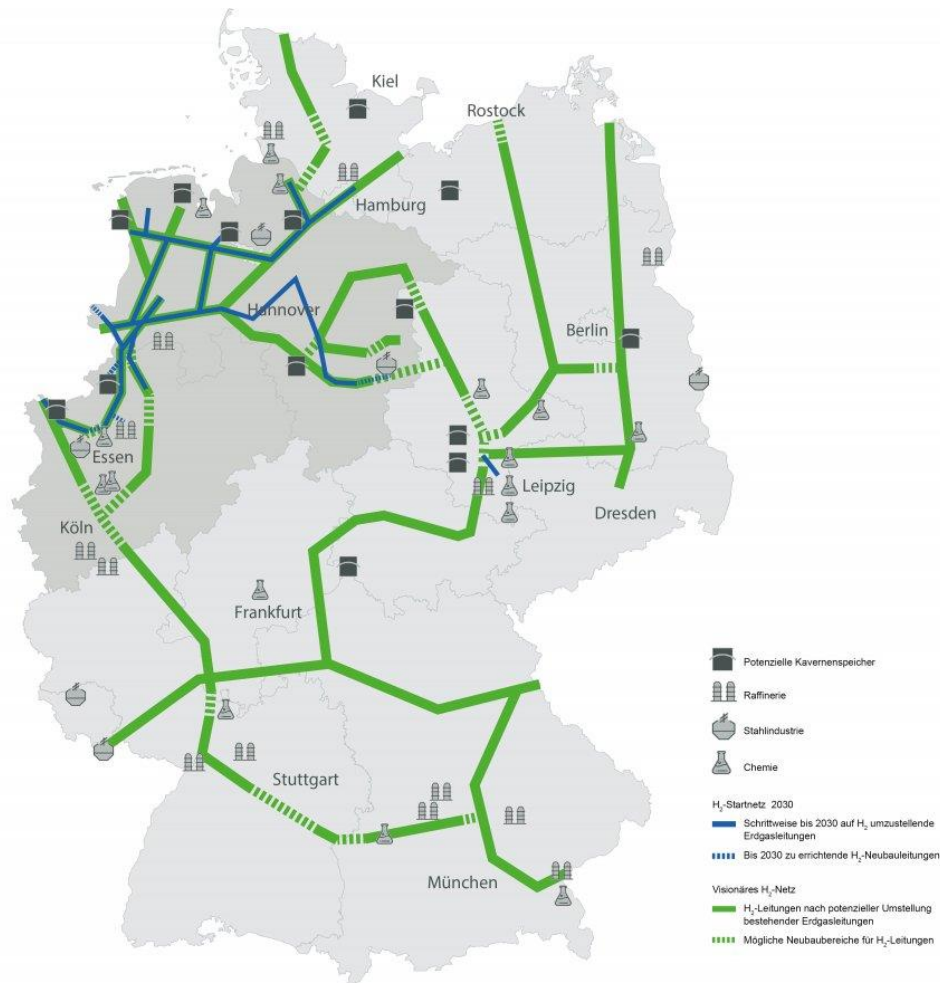 Kiel
Rostock
Hamburg
Hannover
Berlin
Essen
Leipzig
Köln
Dresden
Frankfurt
Stuttgart
München
Potenzielle Kavernenspeicher
Raffinerie
Stahlindustrie
Chemie
H₂-Startnetz 2030
Schrittweise bis 2030 auf H₂ umzustellende
Erdgasleitungen
Bis 2030 zu errichtende H₂-Neubauleitungen
Visionäres H₂-Netz
H₂-Leitungen nach potenzieller Umstellung
bestehender Erdgasleitungen
Mögliche Neubaubereiche für H₂-Leitungen